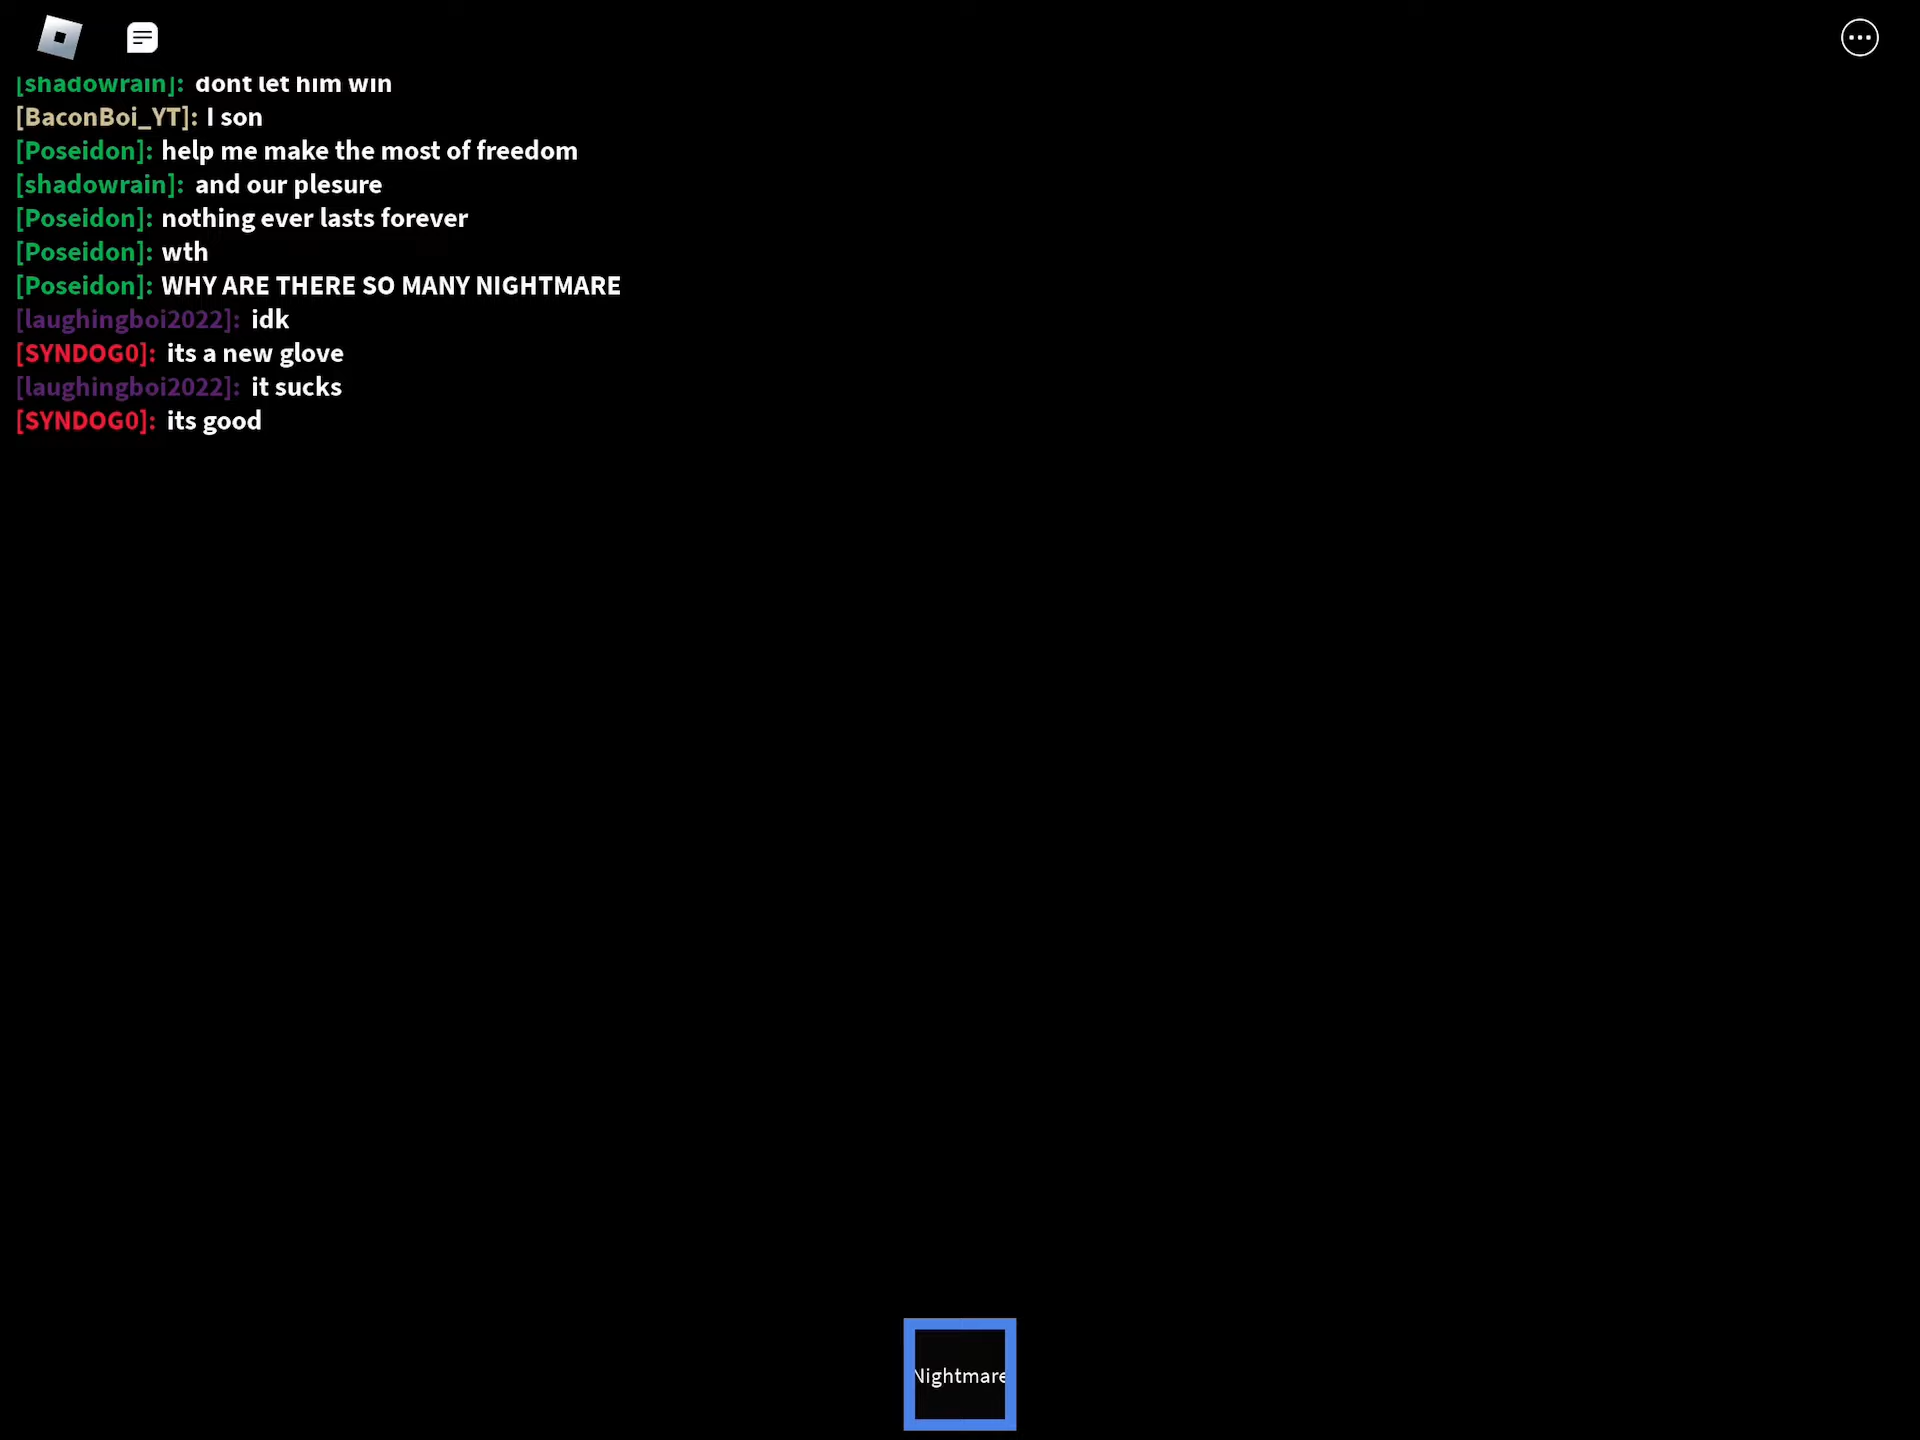 [shadowrain]: dont let him win
[BaconBoi_YT]: I son
[Poseidon]: help me make the most of freedom
[shadowrain]: and our plesure
[Poseidon]: nothing ever lasts forever
[Poseidon]: wth
[Poseidon]: WHY ARE THERE SO MANY NIGHTMARE
[laughingboi2022]: idk
[SYNDOG0]: its a new glove
[laughingboi2022]: it sucks
[SYNDOG0]: its good
Nightmare